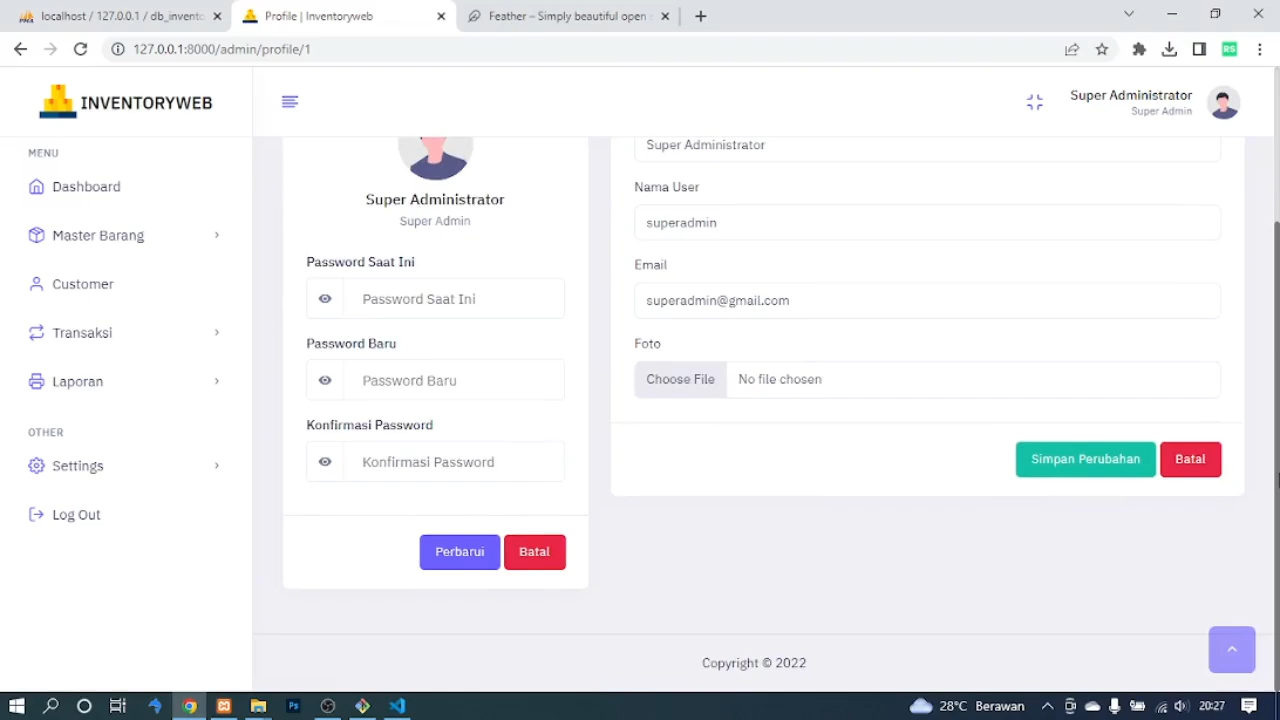 localhost / 127.0.0.1 / db_invento
Profile | Inventoryweb
Feather – Simply beautiful open s
127.0.0.1:8000/admin/profile/1
RS
INVENTORYWEB
Super Administrator
Super Admin
MENU
Dashboard
Master Barang
Customer
Transaksi
Laporan
OTHER
Settings
Log Out
Super Administrator
Super Admin
Password Saat Ini
Password Saat Ini
Password Baru
Password Baru
Konfirmasi Password
Konfirmasi Password
Perbarui
Batal
Super Administrator
Nama User
superadmin
Email
superadmin@gmail.com
Foto
Choose File
No file chosen
Simpan Perubahan
Batal
Copyright © 2022
Ps
28°C Berawan
20:27